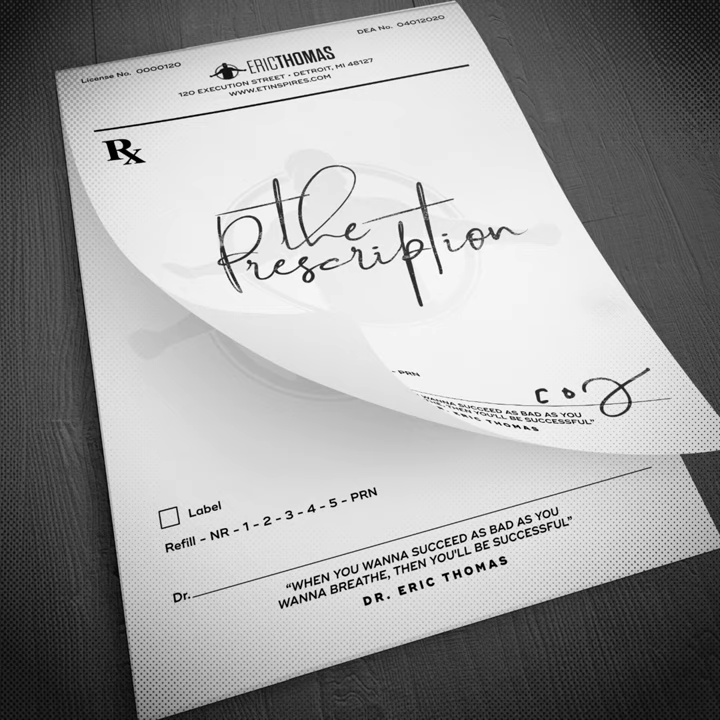 License No. 0000120
DEA No. 04012020
ERICTHOMAS
120 EXECUTION STREET • DETROIT, MI 48127
WWW.ETINSPIRES.COM
Rx
the
Prescription
- PRN
WANNA SUCCEED AS BAD AS YOU
THEN YOU'LL BE SUCCESSFUL”
ERIC THOMAS
Label
Refill - NR - 1 - 2 - 3 - 4 - 5 - PRN
Dr.
“WHEN YOU WANNA SUCCEED AS BAD AS YOU
WANNA BREATHE, THEN YOU'LL BE SUCCESSFUL”
DR. ERIC THOMAS